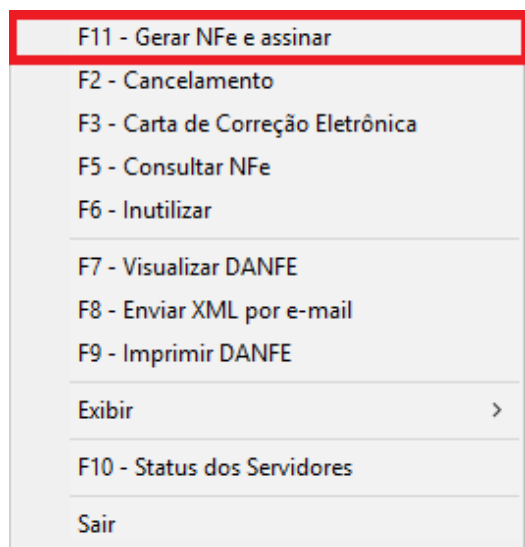 F11 - Gerar NFe e assinar
F2 - Cancelamento
F3 - Carta de Correção Eletrônica
F5 - Consultar NFe
F6 - Inutilizar
F7 - Visualizar DANFE
F8 - Enviar XML por e-mail
F9 - Imprimir DANFE
Exibir
F10 - Status dos Servidores
Sair